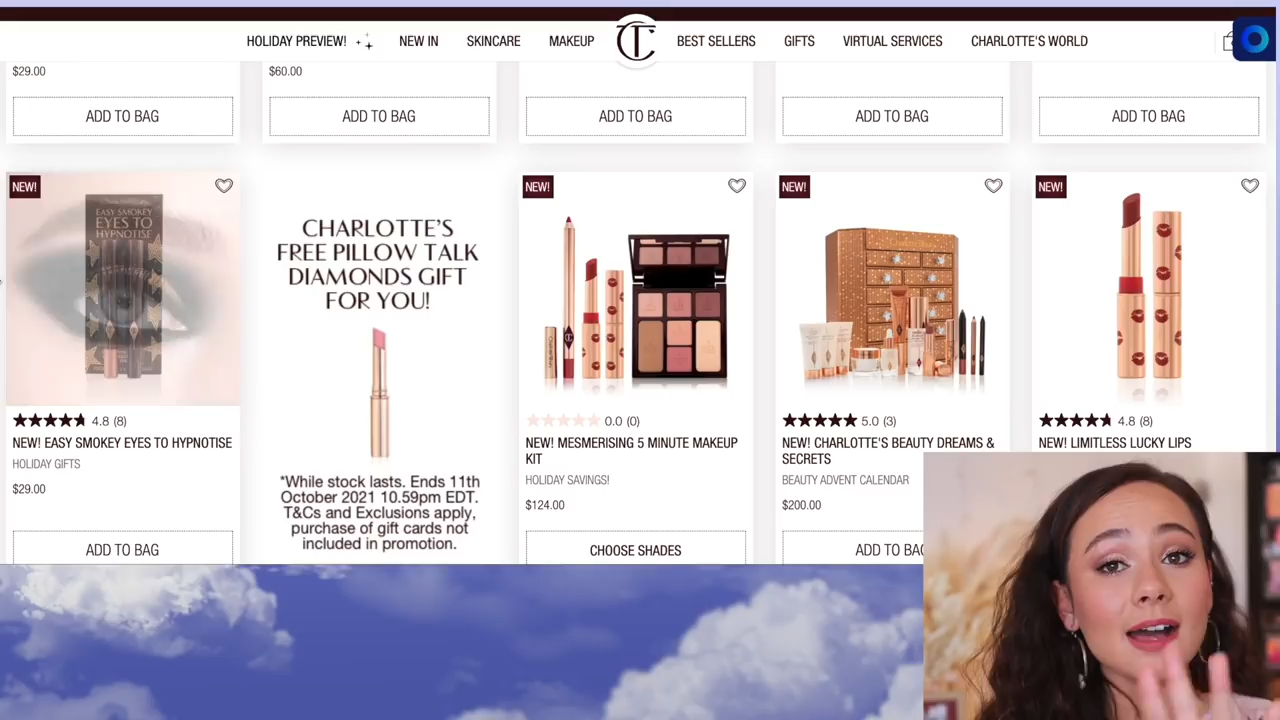 HOLIDAY PREVIEW!
NEW IN
SKINCARE
MAKEUP
CT
BEST SELLERS
GIFTS
VIRTUAL SERVICES
CHARLOTTE'S WORLD
$29.00
$60.00
ADD TO BAG
ADD TO BAG
ADD TO BAG
ADD TO BAG
ADD TO BAG
NEW!
EASY SMOKEY
EYES TO
HYPNOTISE
4.8 (8)
NEW! EASY SMOKEY EYES TO HYPNOTISE
HOLIDAY GIFTS
$29.00
ADD TO BAG
CHARLOTTE'S
FREE PILLOW TALK
DIAMONDS GIFT
FOR YOU!
*While stock lasts. Ends 11th
October 2021 10.59pm EDT.
T&Cs and Exclusions apply,
purchase of gift cards not
included in promotion.
NEW!
0.0 (0)
NEW! MESMERISING 5 MINUTE MAKEUP
KIT
HOLIDAY SAVINGS!
$124.00
CHOOSE SHADES
NEW!
5.0 (3)
NEW! CHARLOTTE'S BEAUTY DREAMS &
SECRETS
BEAUTY ADVENT CALENDAR
$200.00
ADD TO BAG
NEW!
4.8 (8)
NEW! LIMITLESS LUCKY LIPS